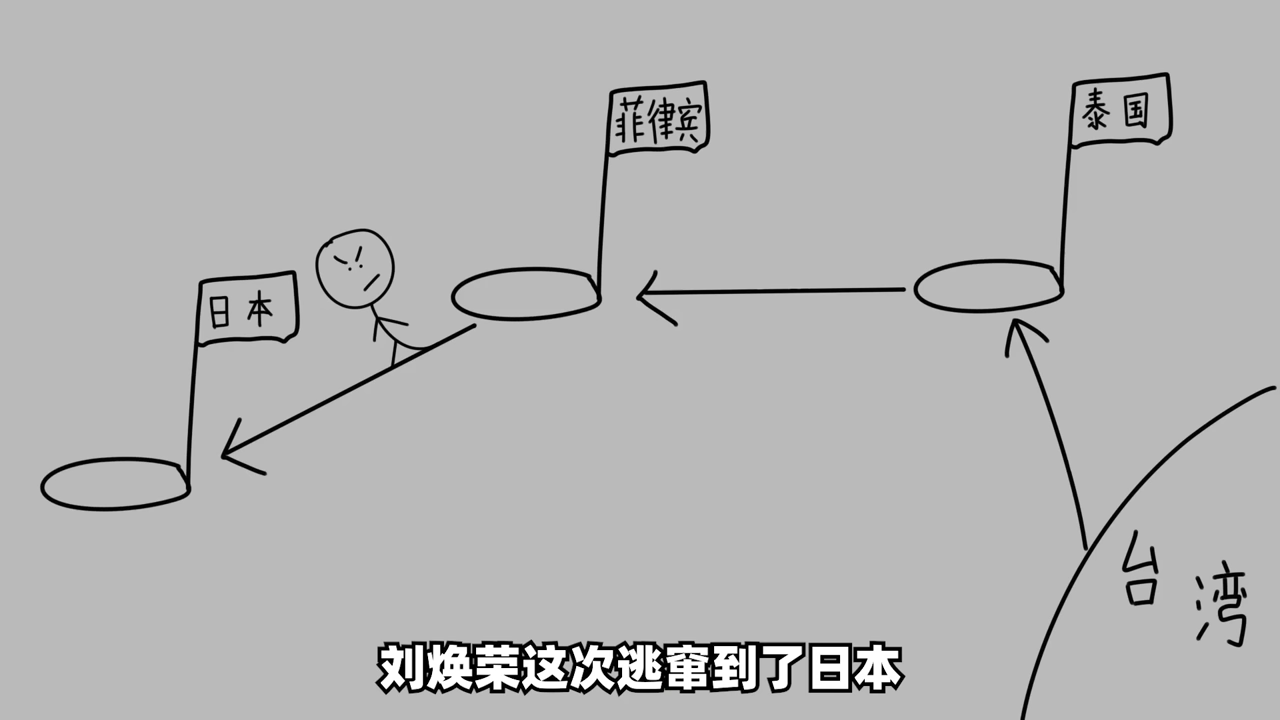 泰国
菲律宾
日本
台湾
刘焕荣这次逃窜到了日本